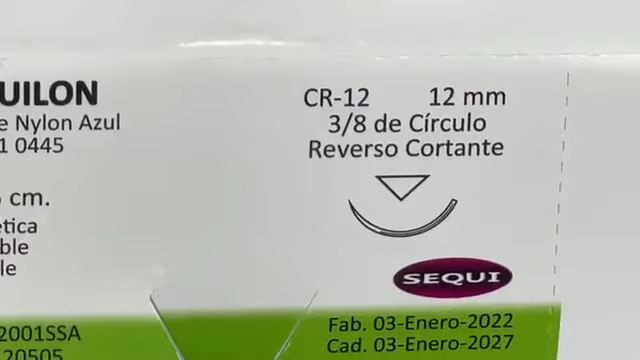 UILON
e Nylon Azul
1 0445
cm.
ética
ble
le
2001SSA
20505
CR-12 12 mm
3/8 de Círculo
Reverso Cortante
SEQUI
Fab. 03-Enero-2022
Cad. 03-Enero-2027